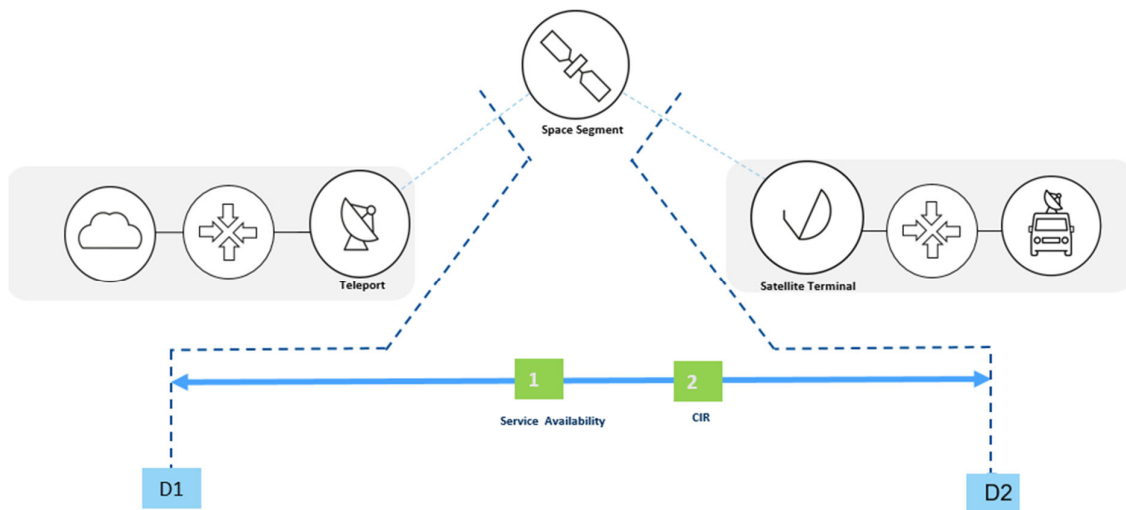 Space Segment
Teleport
Satellite Terminal
1
2
Service Availability
CIR
D1
D2